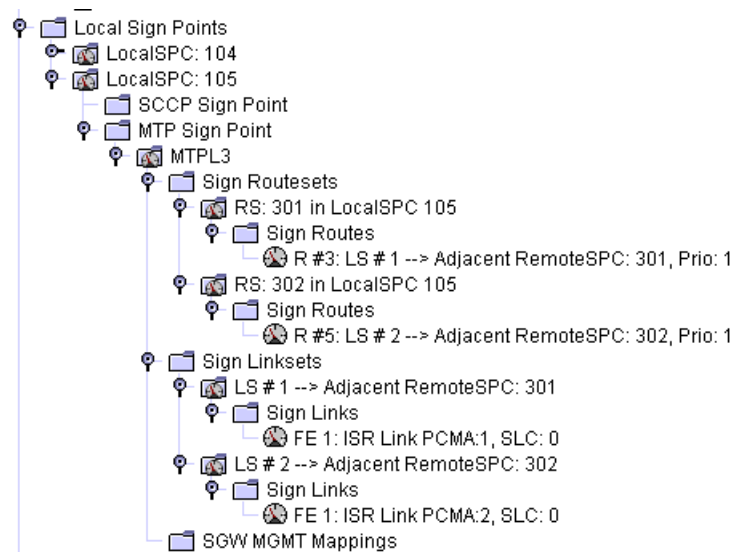 Local Sign Points
LocalSPC: 104
LocalSPC: 105
SCCP Sign Point
MTP Sign Point
MTPL3
Sign Routesets
RS: 301 in LocalSPC 105
Sign Routes
R #3: LS # 1 --> Adjacent RemoteSPC: 301, Prio: 1
RS: 302 in LocalSPC 105
Sign Routes
R #5: LS # 2 --> Adjacent RemoteSPC: 302, Prio: 1
Sign Linksets
LS # 1 --> Adjacent RemoteSPC: 301
Sign Links
FE 1: ISR Link PCMA:1, SLC: 0
LS # 2 --> Adjacent RemoteSPC: 302
Sign Links
FE 1: ISR Link PCMA:2, SLC: 0
SGW MGMT Mappings